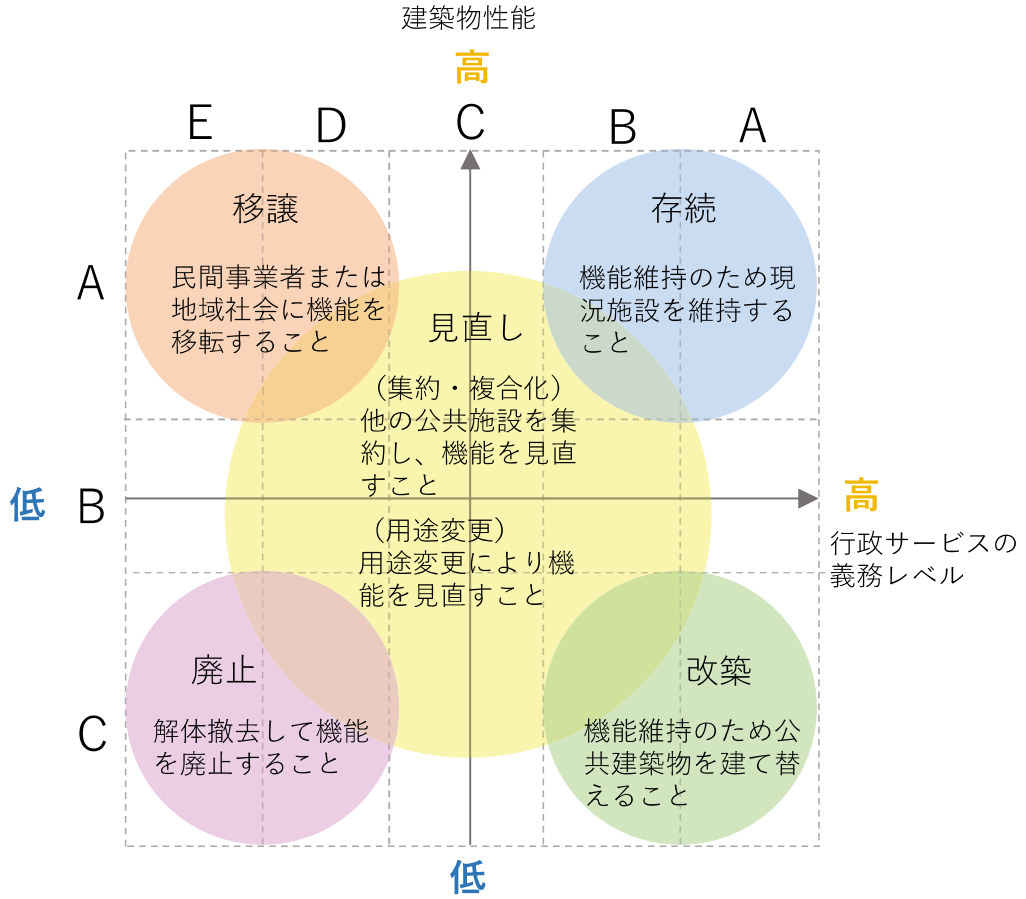 建築物性能
高
E D C B A
移譲
民間事業者または
地域社会に機能を
移転すること
存続
機能維持のため現
況施設を維持する
こと
A
見直し
（集約・複合化）
他の公共施設を集
約し、機能を見直
すこと
低
B
高
行政サービスの
義務レベル
（用途変更）
用途変更により機
能を見直すこと
廃止
解体撤去して機能
を廃止すること
C
改築
機能維持のため公
共建築物を建て替
えること
低